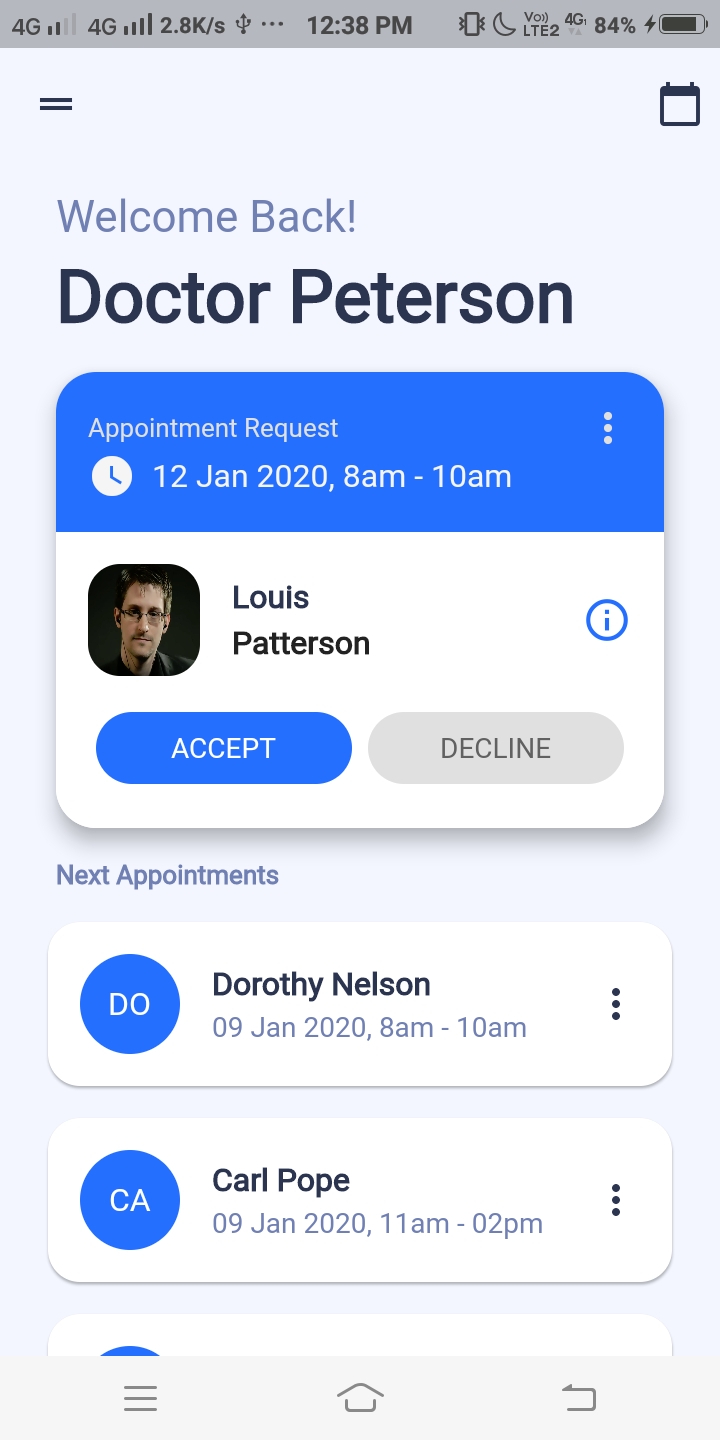 4G 4G 2.8K/s ··· 12:38 PM Vo)) LTE2 4G 84%
Welcome Back!
Doctor Peterson
Appointment Request
12 Jan 2020, 8am - 10am
Louis
Patterson
ACCEPT DECLINE
Next Appointments
DO
Dorothy Nelson
09 Jan 2020, 8am - 10am
CA
Carl Pope
09 Jan 2020, 11am - 02pm